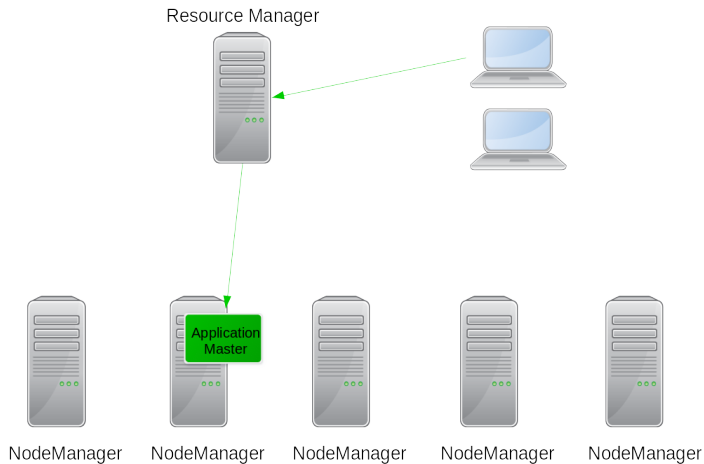 Resource Manager
Application
Master
NodeManager
NodeManager
NodeManager
NodeManager
NodeManager